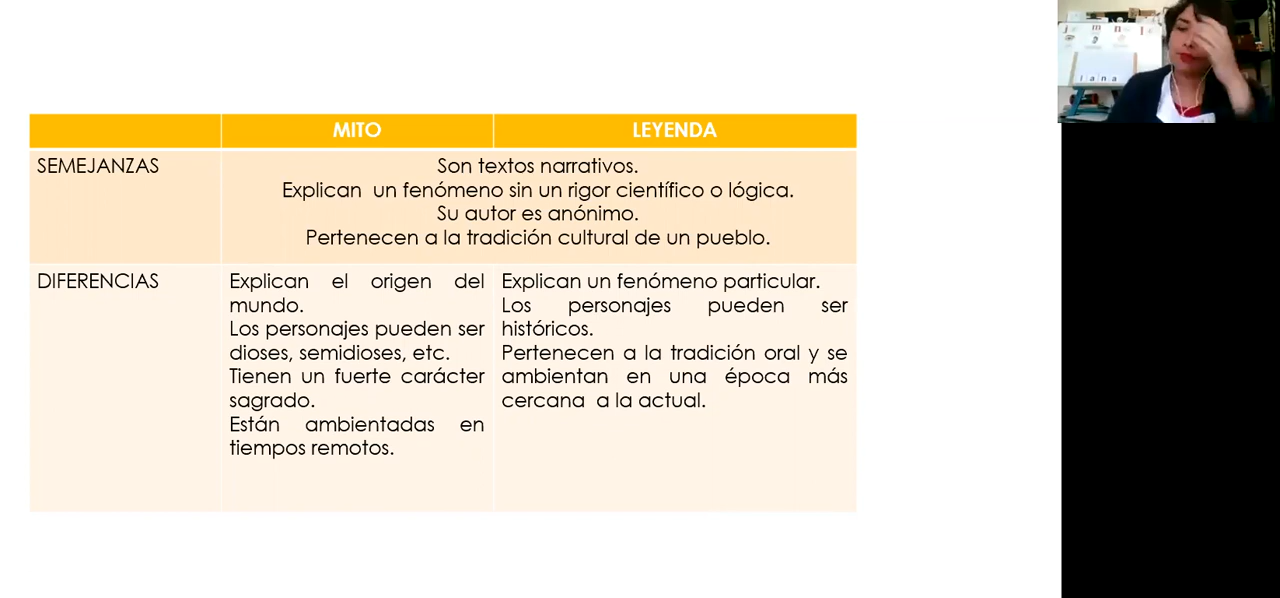 MITO
LEYENDA
SEMEJANZAS
Son textos narrativos.
Explican un fenómeno sin un rigor científico o lógica.
Su autor es anónimo.
Pertenecen a la tradición cultural de un pueblo.
DIFERENCIAS
Explican el origen del
mundo.
Los personajes pueden ser
dioses, semidioses, etc.
Tienen un fuerte carácter
sagrado.
Están ambientadas en
tiempos remotos.
Explican un fenómeno particular.
Los personajes pueden ser
históricos.
Pertenecen a la tradición oral y se
ambientan en una época más
cercana a la actual.
lana